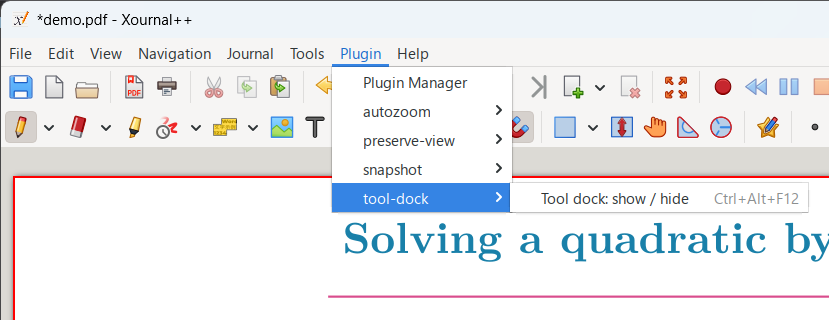 *demo.pdf - Xournal++
File Edit View Navigation Journal Tools Plugin Help
PDF
Plugin Manager
autozoom
preserve-view
snapshot
tool-dock
Tool dock: show / hide Ctrl+Alt+F12
Solving a quadratic by